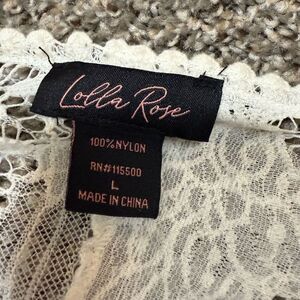 Lolla Rose
100% NYLON
RN#115500
L
MADE IN CHINA